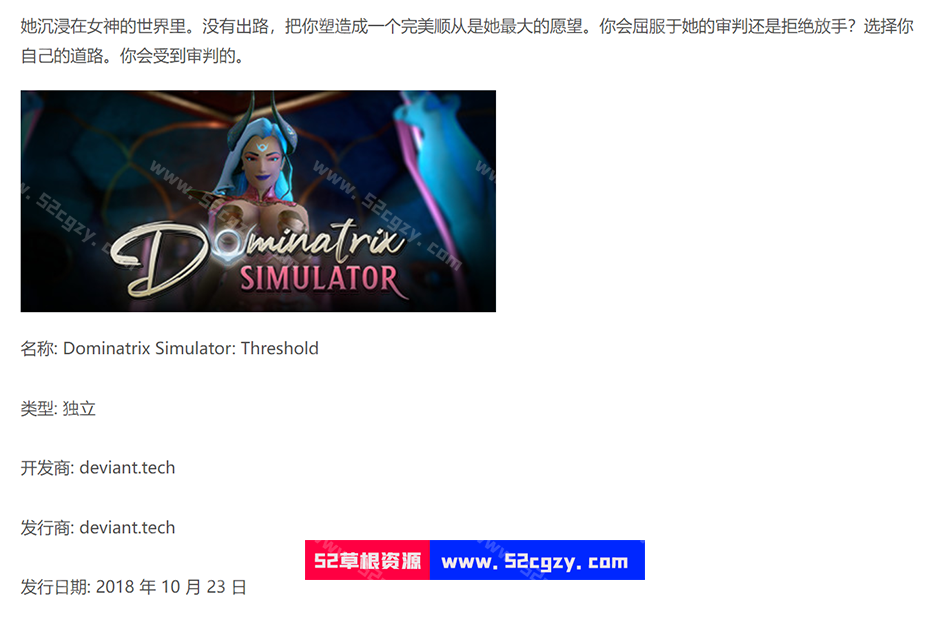 她沉浸在女神的世界里。没有出路，把你塑造成一个完美顺从是她最大的愿望。你会屈服于她的审判还是拒绝放手？选择你
自己的道路。你会受到审判的。
www.52cgzy.com
www.52cgzy.com
Dominatrix
SIMULATOR
名称: Dominatrix Simulator: Threshold
类型: 独立
开发商: deviant.tech
发行商: deviant.tech
52草根资源 www.52cgzy.com
发行日期: 2018 年 10 月 23 日